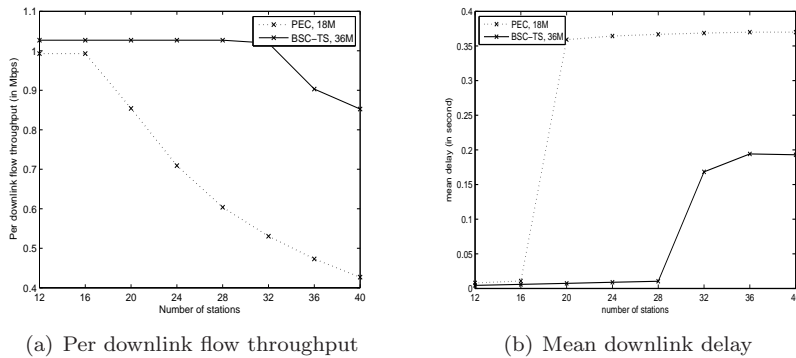 PEC, 18M
BSC-TS, 36M
1.1
1
0.9
0.8
0.7
0.6
0.5
0.4
Per downlink flow throughput (in Mbps)
12 16 20 24 28 32 36 40
Number of stations
(a) Per downlink flow throughput
PEC, 18M
BSC-TS, 36M
0.4
0.35
0.3
0.25
0.2
0.15
0.1
0.05
0
mean delay (in second)
12 16 20 24 28 32 36 40
number of stations
(b) Mean downlink delay